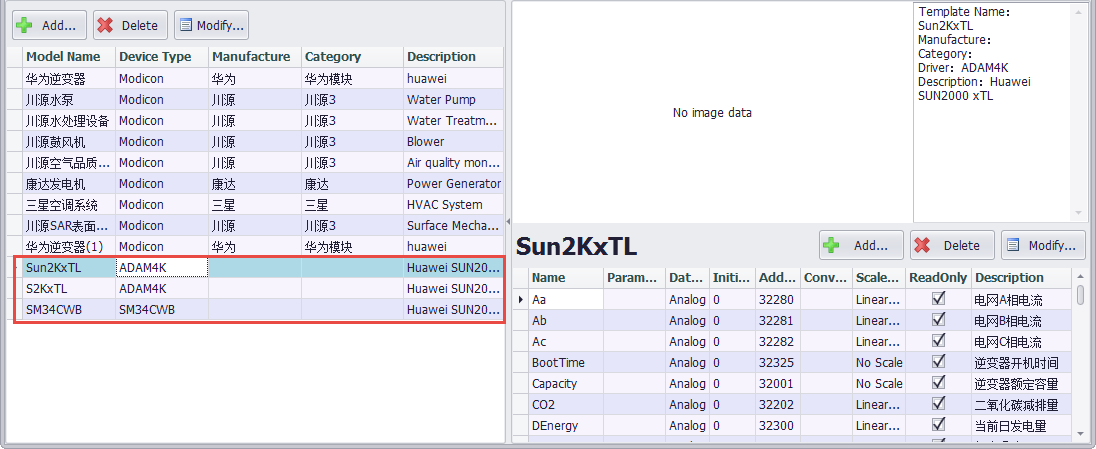 Add... Delete Modify...
Model Name Device Type Manufacture Category Description
华为逆变器 Modicon 华为 华为模块 huawei
川源水泵 Modicon 川源 川源3 Water Pump
川源水处理设备 Modicon 川源 川源3 Water Treatm...
川源鼓风机 Modicon 川源 川源3 Blower
川源空气品质... Modicon 川源 川源3 Air quality mon...
康达发电机 Modicon 康达 康达 Power Generator
三星空调系统 Modicon 三星 三星 HVAC System
川源SAR表面... Modicon 川源 川源3 Surface Mecha...
华为逆变器(1) Modicon 华为 华为模块 huawei
Sun2KxTL ADAM4K Huawei SUN20...
S2KxTL ADAM4K Huawei SUN20...
SM34CWB SM34CWB Huawei SUN20...
No image data
Template Name:
Sun2KxTL
Manufacture:
Category:
Driver: ADAM4K
Description: Huawei
SUN2000 xTL
Sun2KxTL Add... Delete Modify...
Name Param... Dat... Initi... Add... Conv... Scale... ReadOnly Description
Aa Analog 0 32280 Linear... 电网A相电流
Ab Analog 0 32281 Linear... 电网B相电流
Ac Analog 0 32282 Linear... 电网C相电流
BootTime Analog 0 32325 No Scale 逆变器开机时间
Capacity Analog 0 32001 No Scale 逆变器额定容量
CO2 Analog 0 32202 Linear... 二氧化碳减排量
DEnergy Analog 0 32300 Linear... 当前日发电量